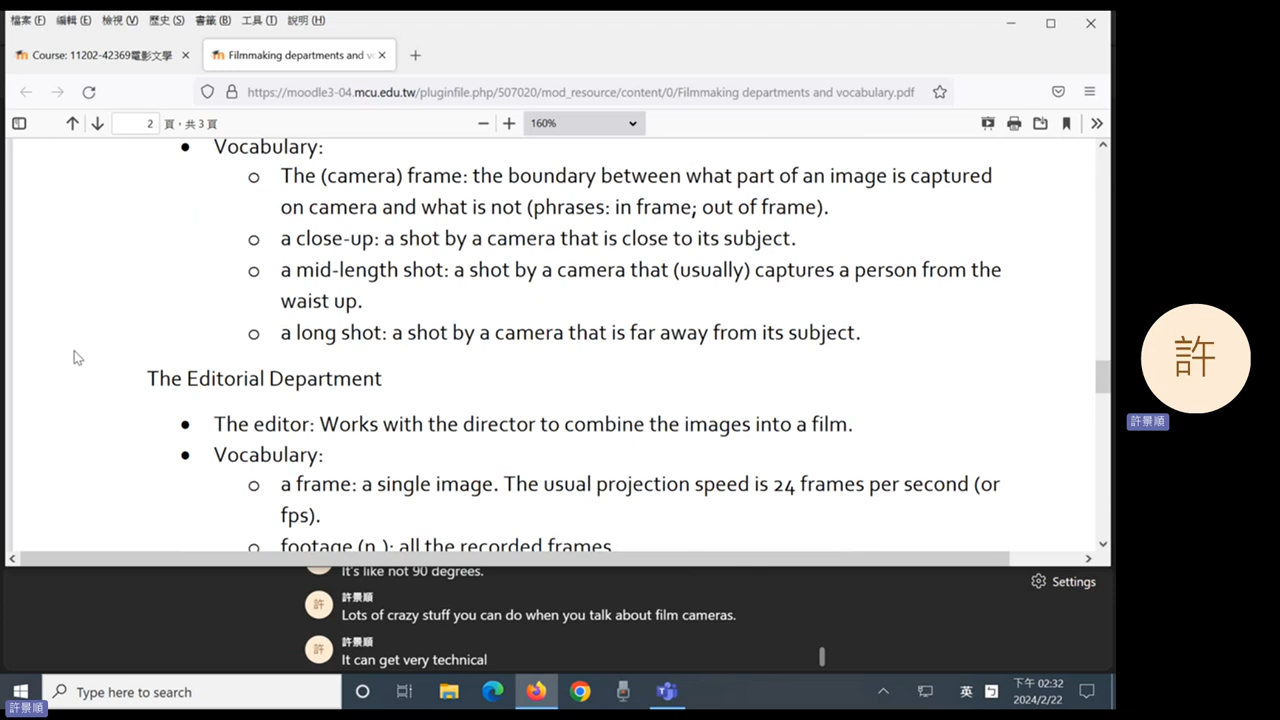 檔案(F) 編輯(E) 檢視(V) 歷史(S) 書籤(B) 工具(T) 說明(H)
Course: 11202-42369電影文學
Filmmaking departments and vo
https://moodle3-04.mcu.edu.tw/pluginfile.php/507020/mod_resource/content/0/Filmmaking departments and vocabulary.pdf
2 頁，共 3 頁
160%
Vocabulary:
The (camera) frame: the boundary between what part of an image is captured
on camera and what is not (phrases: in frame; out of frame).
a close-up: a shot by a camera that is close to its subject.
a mid-length shot: a shot by a camera that (usually) captures a person from the
waist up.
a long shot: a shot by a camera that is far away from its subject.
The Editorial Department
The editor: Works with the director to combine the images into a film.
Vocabulary:
a frame: a single image. The usual projection speed is 24 frames per second (or
fps).
footage (n.): all the recorded frames.
許
許景順
It's like not 90 degrees.
Settings
許
許景順
Lots of crazy stuff you can do when you talk about film cameras.
許
許景順
It can get very technical
Type here to search
英
下午 02:32
2024/2/22
許景順